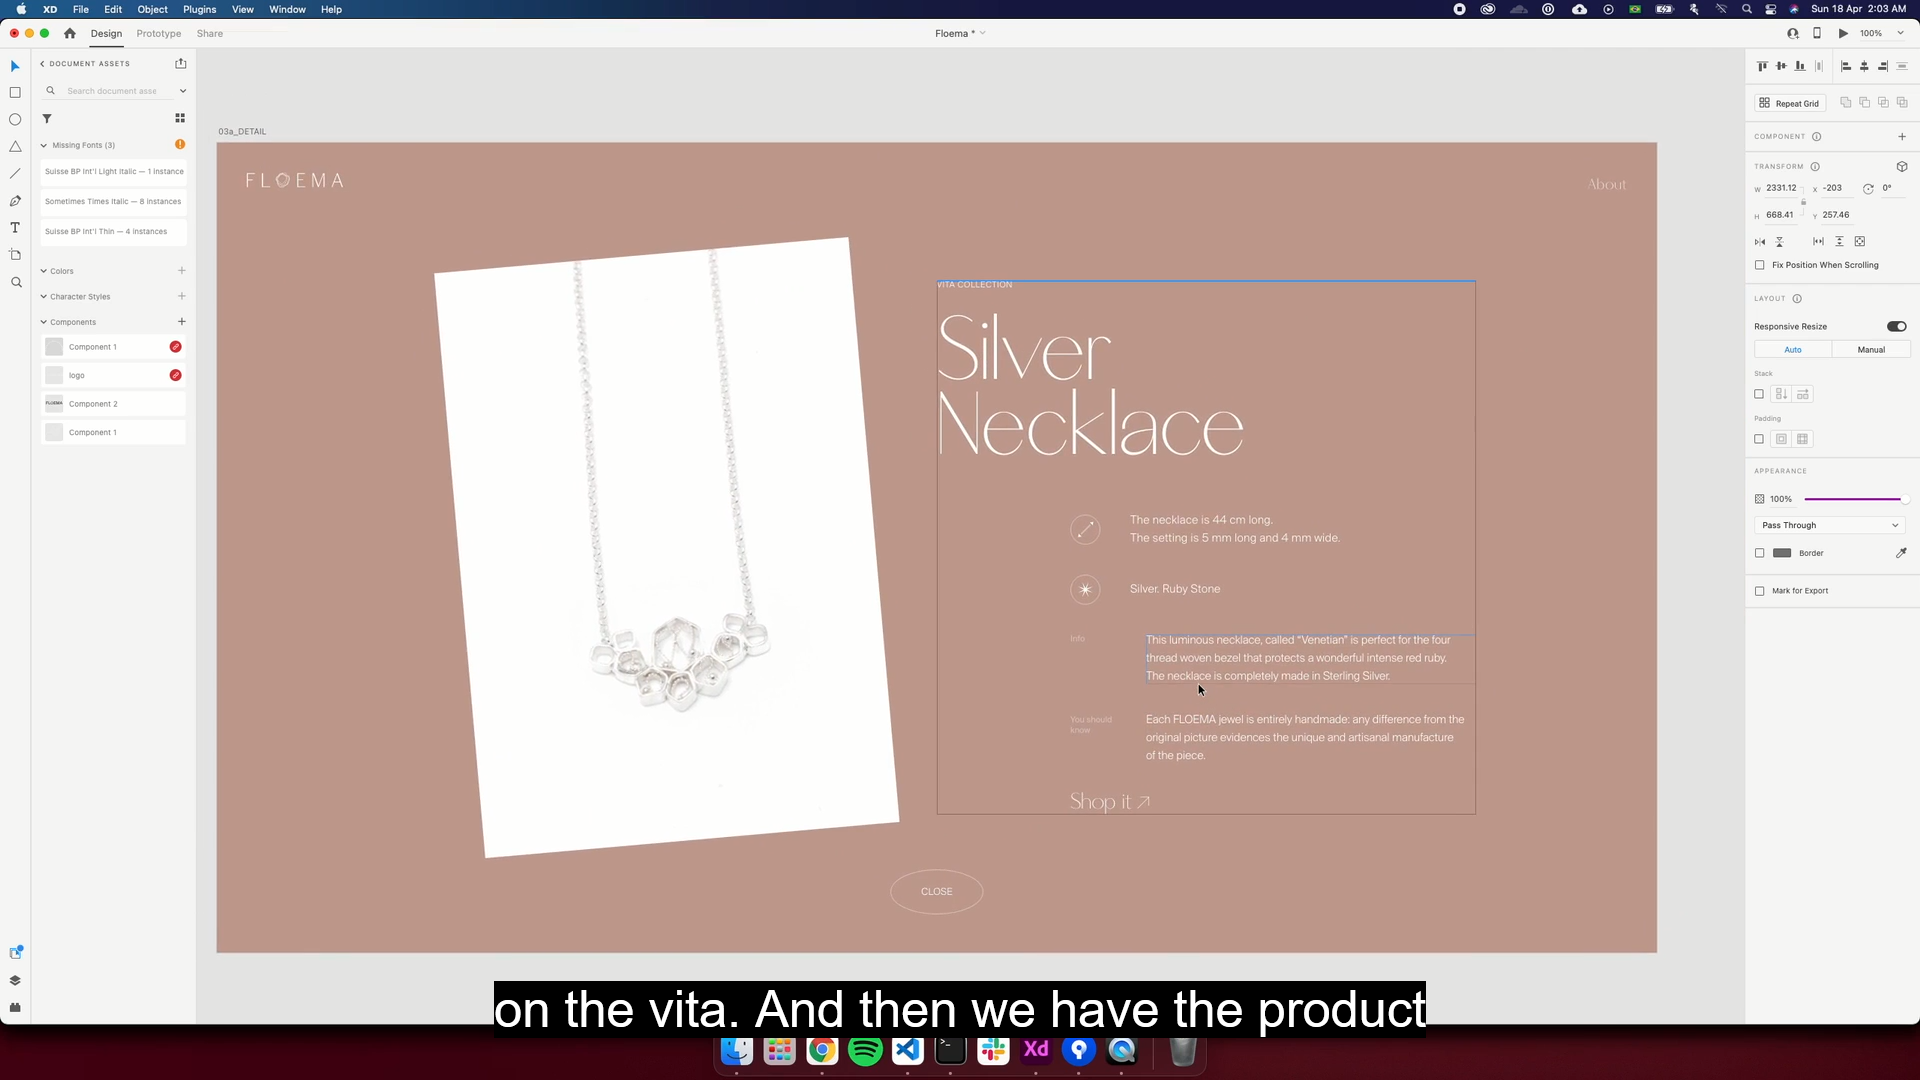 XD File Edit Object Plugins View Window Help
Sun 18 Apr 2:03 AM
Design Prototype Share
Floema *
100%
DOCUMENT ASSETS
Search document asse
Missing Fonts (3)
Suisse BP Int'l Light Italic — 1 instance
Sometimes Times Italic — 8 instances
Suisse BP Int'l Thin — 4 instances
Colors
Character Styles
Components
Component 1
logo
FLOEMA Component 2
Component 1
03a_DETAIL
FLOEMA
About
VITA COLLECTION
Silver
Necklace
The necklace is 44 cm long.
The setting is 5 mm long and 4 mm wide.
Silver. Ruby Stone
Info
This luminous necklace, called “Venetian” is perfect for the four
thread woven bezel that protects a wonderful intense red ruby.
The necklace is completely made in Sterling Silver.
You should
know
Each FLOEMA jewel is entirely handmade: any difference from the
original picture evidences the unique and artisanal manufacture
of the piece.
Shop it
CLOSE
Repeat Grid
COMPONENT
TRANSFORM
W 2331.12 X -203 0°
H 668.41 Y 257.46
Fix Position When Scrolling
LAYOUT
Responsive Resize
Auto Manual
Stack
Padding
APPEARANCE
100%
Pass Through
Border
Mark for Export
on the vita. And then we have the product
Xd